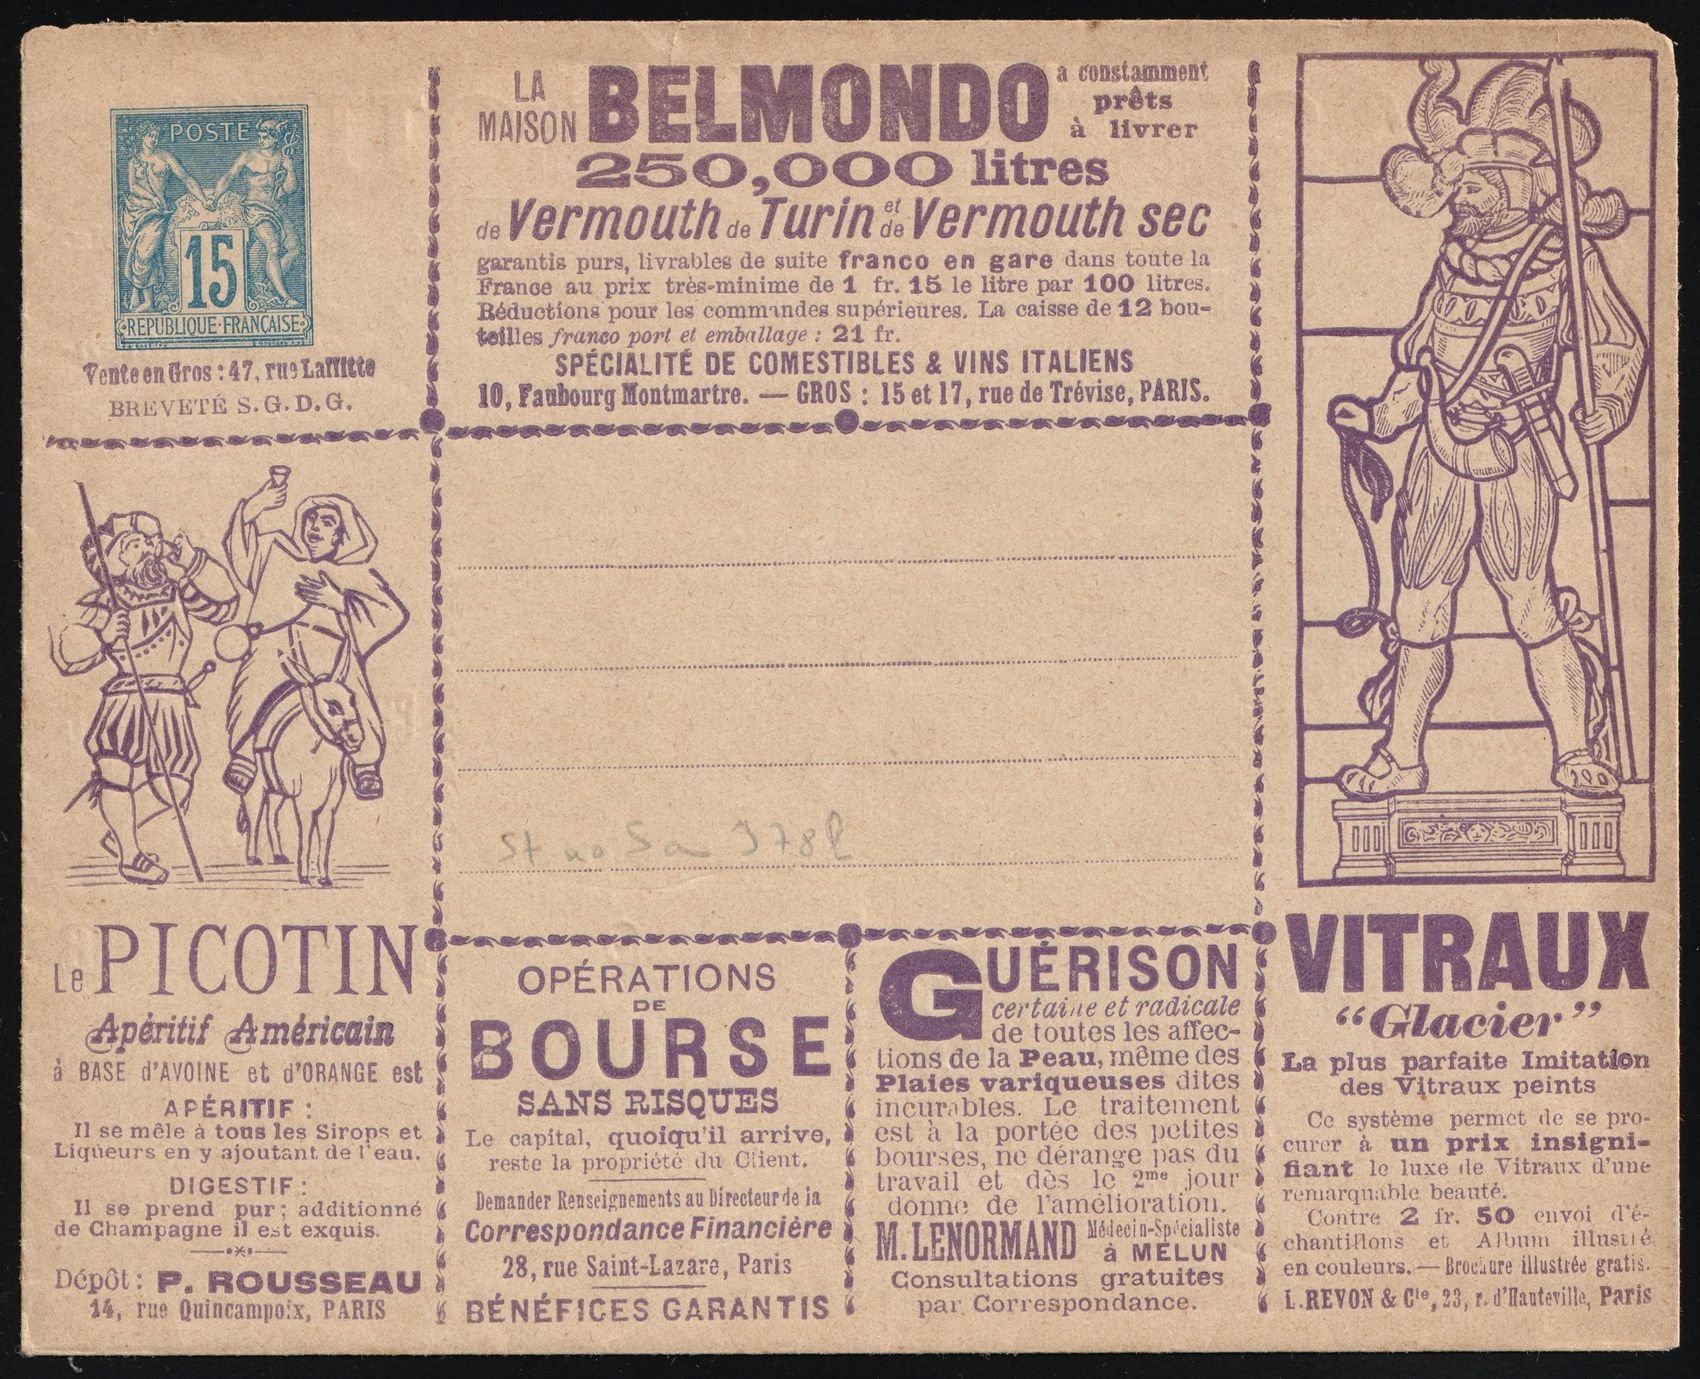 POSTE
15
REPUBLIQUE·FRANÇAISE
Vente en Gros : 47, rue Laffitte
BREVETÉ S. G. D. G.
LA
MAISON BELMONDO a constamment
prêts
à livrer
250,000 litres
de Vermouth de Turin et de Vermouth sec
garantis purs, livrables de suite franco en gare dans toute la
France au prix très-minime de 1 fr. 15 le litre par 100 litres.
Réductions pour les commandes supérieures. La caisse de 12 bou-
teilles franco port et emballage : 21 fr.
SPÉCIALITÉ DE COMESTIBLES & VINS ITALIENS
10, Faubourg Montmartre. — GROS : 15 et 17, rue de Trévise, PARIS.
Le PICOTIN
Apéritif Américain
à BASE d'AVOINE et d'ORANGE est
APÉRITIF :
Il se mêle à tous les Sirops et
Liqueurs en y ajoutant de l'eau.
DIGESTIF :
Il se prend pur ; additionné
de Champagne il est exquis.
Dépôt : P. ROUSSEAU
14, rue Quincampoix, PARIS
OPÉRATIONS
DE
BOURSE
SANS RISQUES
Le capital, quoiqu'il arrive,
reste la propriété du Client.
Demander Renseignements au Directeur de la
Correspondance Financière
28, rue Saint-Lazare, Paris
BÉNÉFICES GARANTIS
GUÉRISON
certaine et radicale
de toutes les affec-
tions de la Peau, même des
Plaies variqueuses dites
incurables. Le traitement
est à la portée des petites
bourses, ne dérange pas du
travail et dès le 2me jour
donne de l'amélioration.
M. LENORMAND Médecin-Spécialiste
à MELUN
Consultations gratuites
par Correspondance.
VITRAUX
"Glacier"
La plus parfaite Imitation
des Vitraux peints
Ce système permet de se pro-
curer à un prix insigni-
fiant le luxe de Vitraux d'une
remarquable beauté.
Contre 2 fr. 50 envoi d'é-
chantillons et Album illustré
en couleurs. — Brochure illustrée gratis.
L. REVON & Cie, 23, r. d'Hauteville, Paris